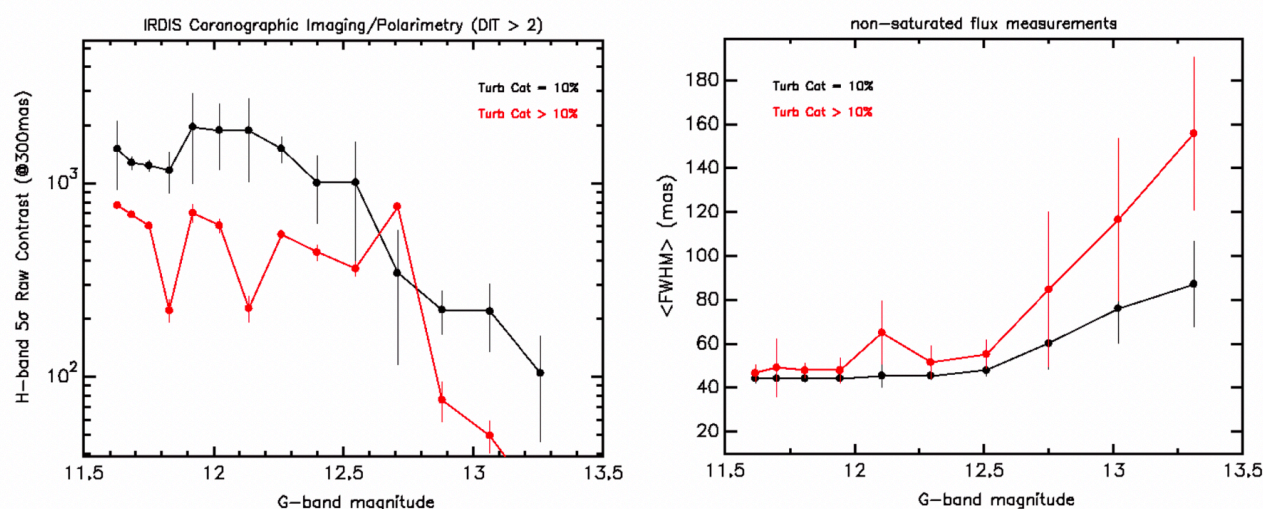 IRDIS Coronographic Imaging/Polarimetry (DIT > 2)
H-band 5σ Raw Contrast (@300mas)
10³
10²
Turb Cat = 10%
Turb Cat > 10%
11.5 12 12.5 13 13.5
G-band magnitude
non-saturated flux measurements
<FWHM> (mas)
180
160
140
120
100
80
60
40
20
Turb Cat = 10%
Turb Cat > 10%
11.5 12 12.5 13 13.5
G-band magnitude